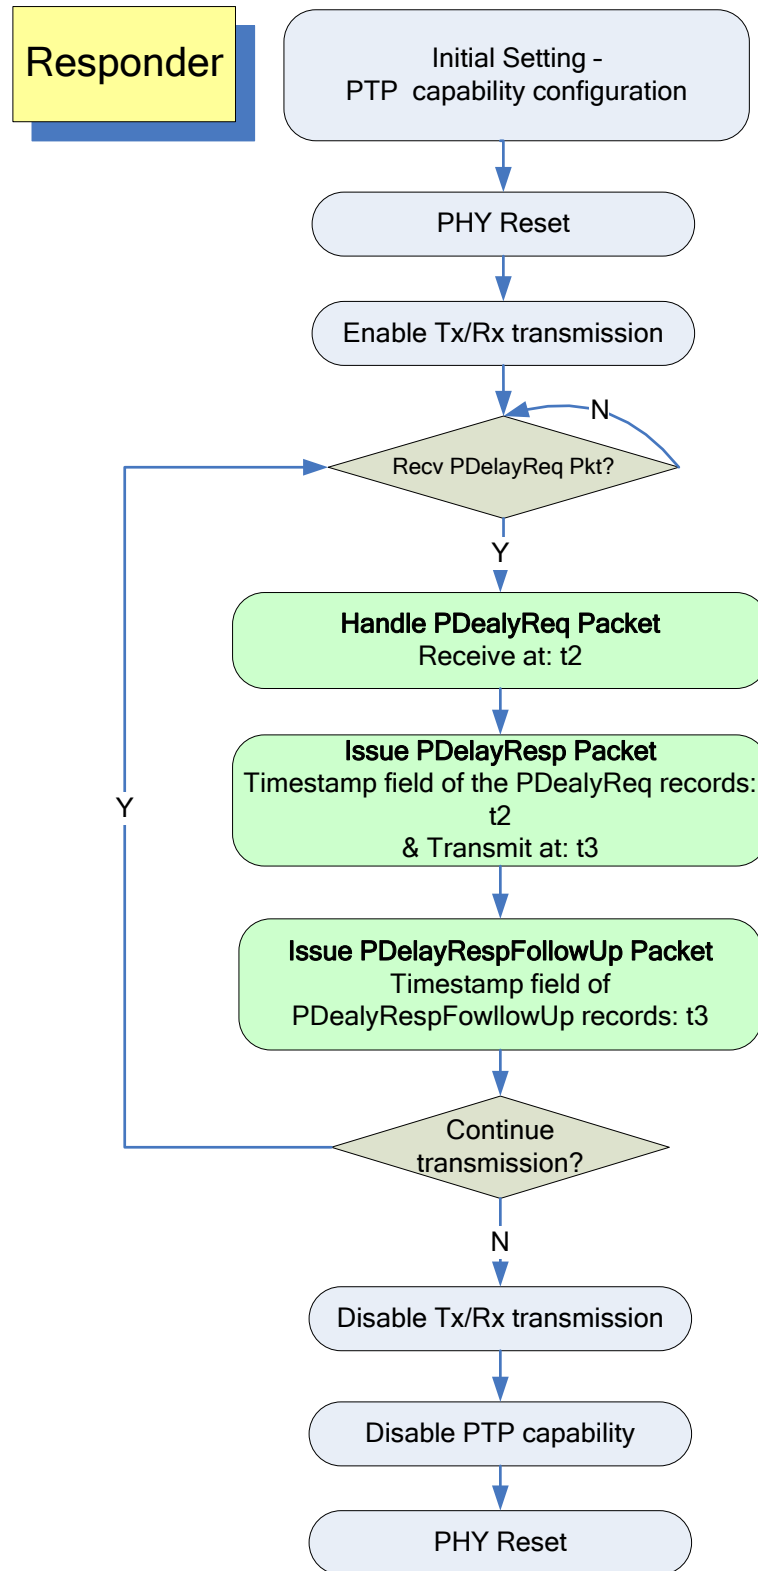 Responder
Initial Setting -
PTP capability configuration
PHY Reset
Enable Tx/Rx transmission
N
Recv PDelayReq Pkt?
Y
Handle PDealyReq Packet
Receive at: t2
Issue PDelayResp Packet
Timestamp field of the PDealyReq records:
t2
& Transmit at: t3
Y
Issue PDelayRespFollowUp Packet
Timestamp field of
PDealyRespFowllowUp records: t3
Continue
transmission?
N
Disable Tx/Rx transmission
Disable PTP capability
PHY Reset